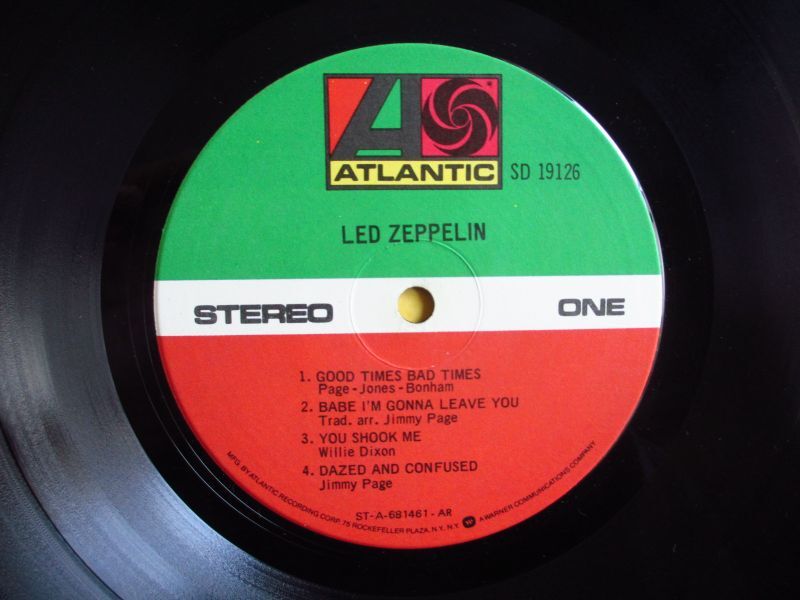 ATLANTIC
SD 19126
LED ZEPPELIN
STEREO
ONE
1. GOOD TIMES BAD TIMES
Page - Jones - Bonham
2. BABE I'M GONNA LEAVE YOU
Trad. arr. Jimmy Page
3. YOU SHOOK ME
Willie Dixon
4. DAZED AND CONFUSED
Jimmy Page
ST-A-681461-AR
MFG. BY ATLANTIC RECORDING CORP. 75 ROCKEFELLER PLAZA, N.Y., N.Y. W A WARNER COMMUNICATIONS COMPANY